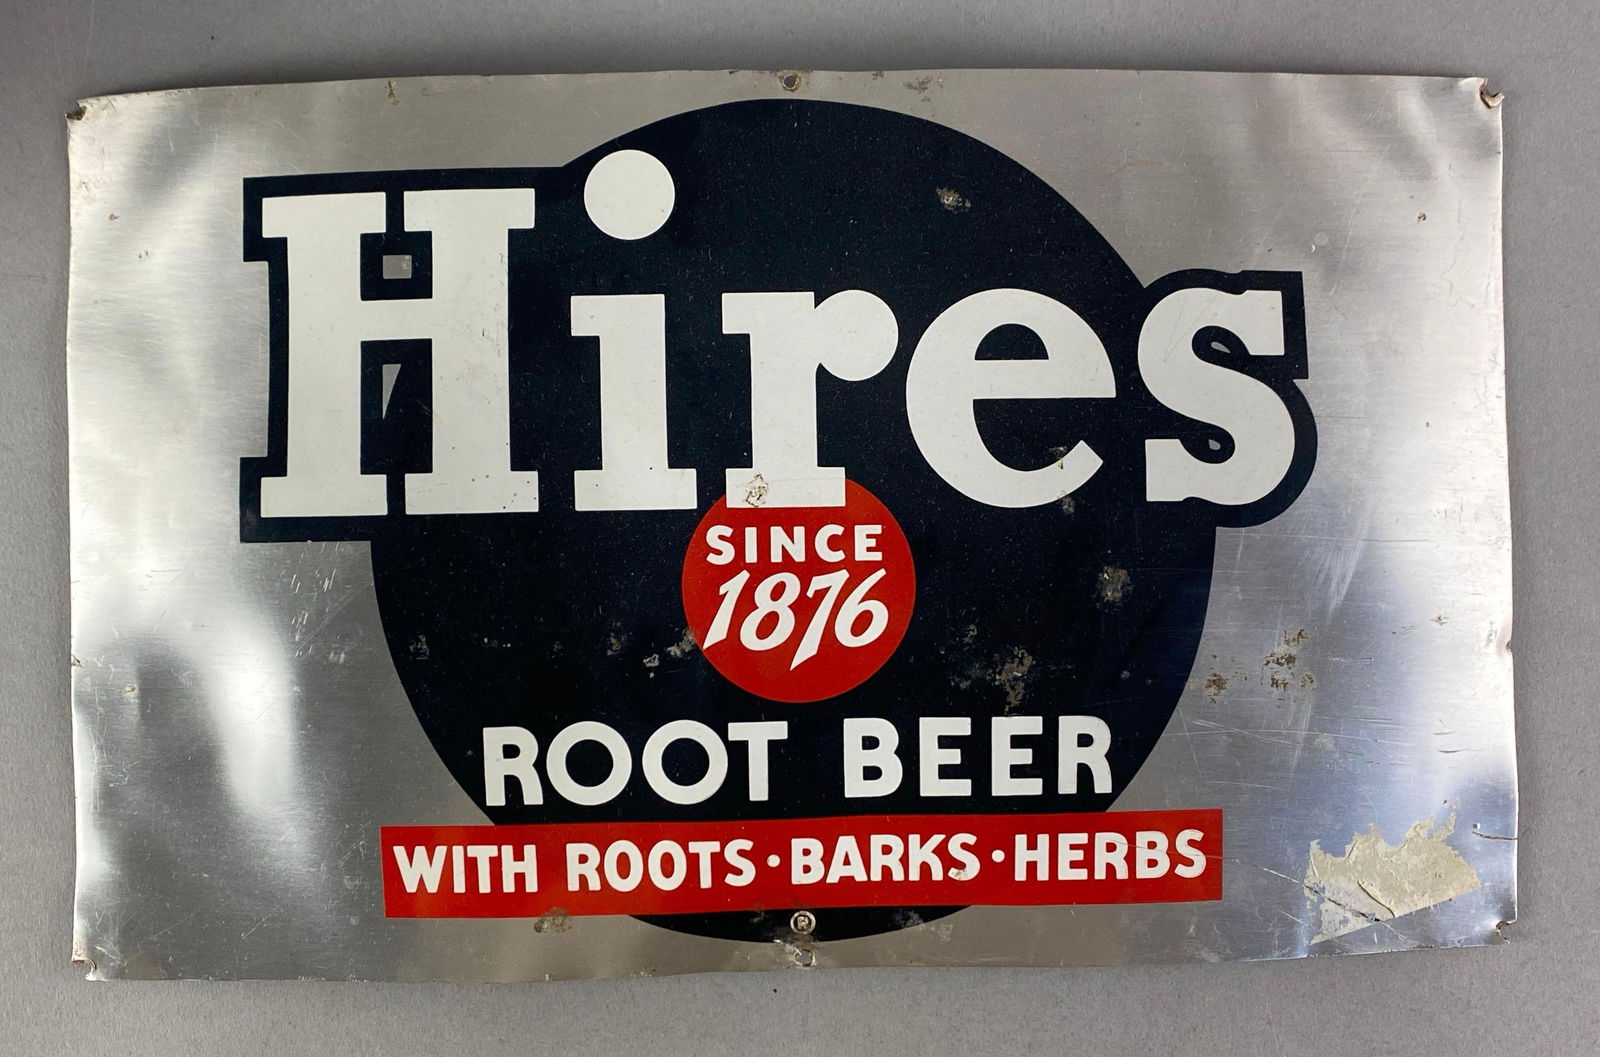 Hires
SINCE
1876
ROOT BEER
WITH ROOTS·BARKS·HERBS
®